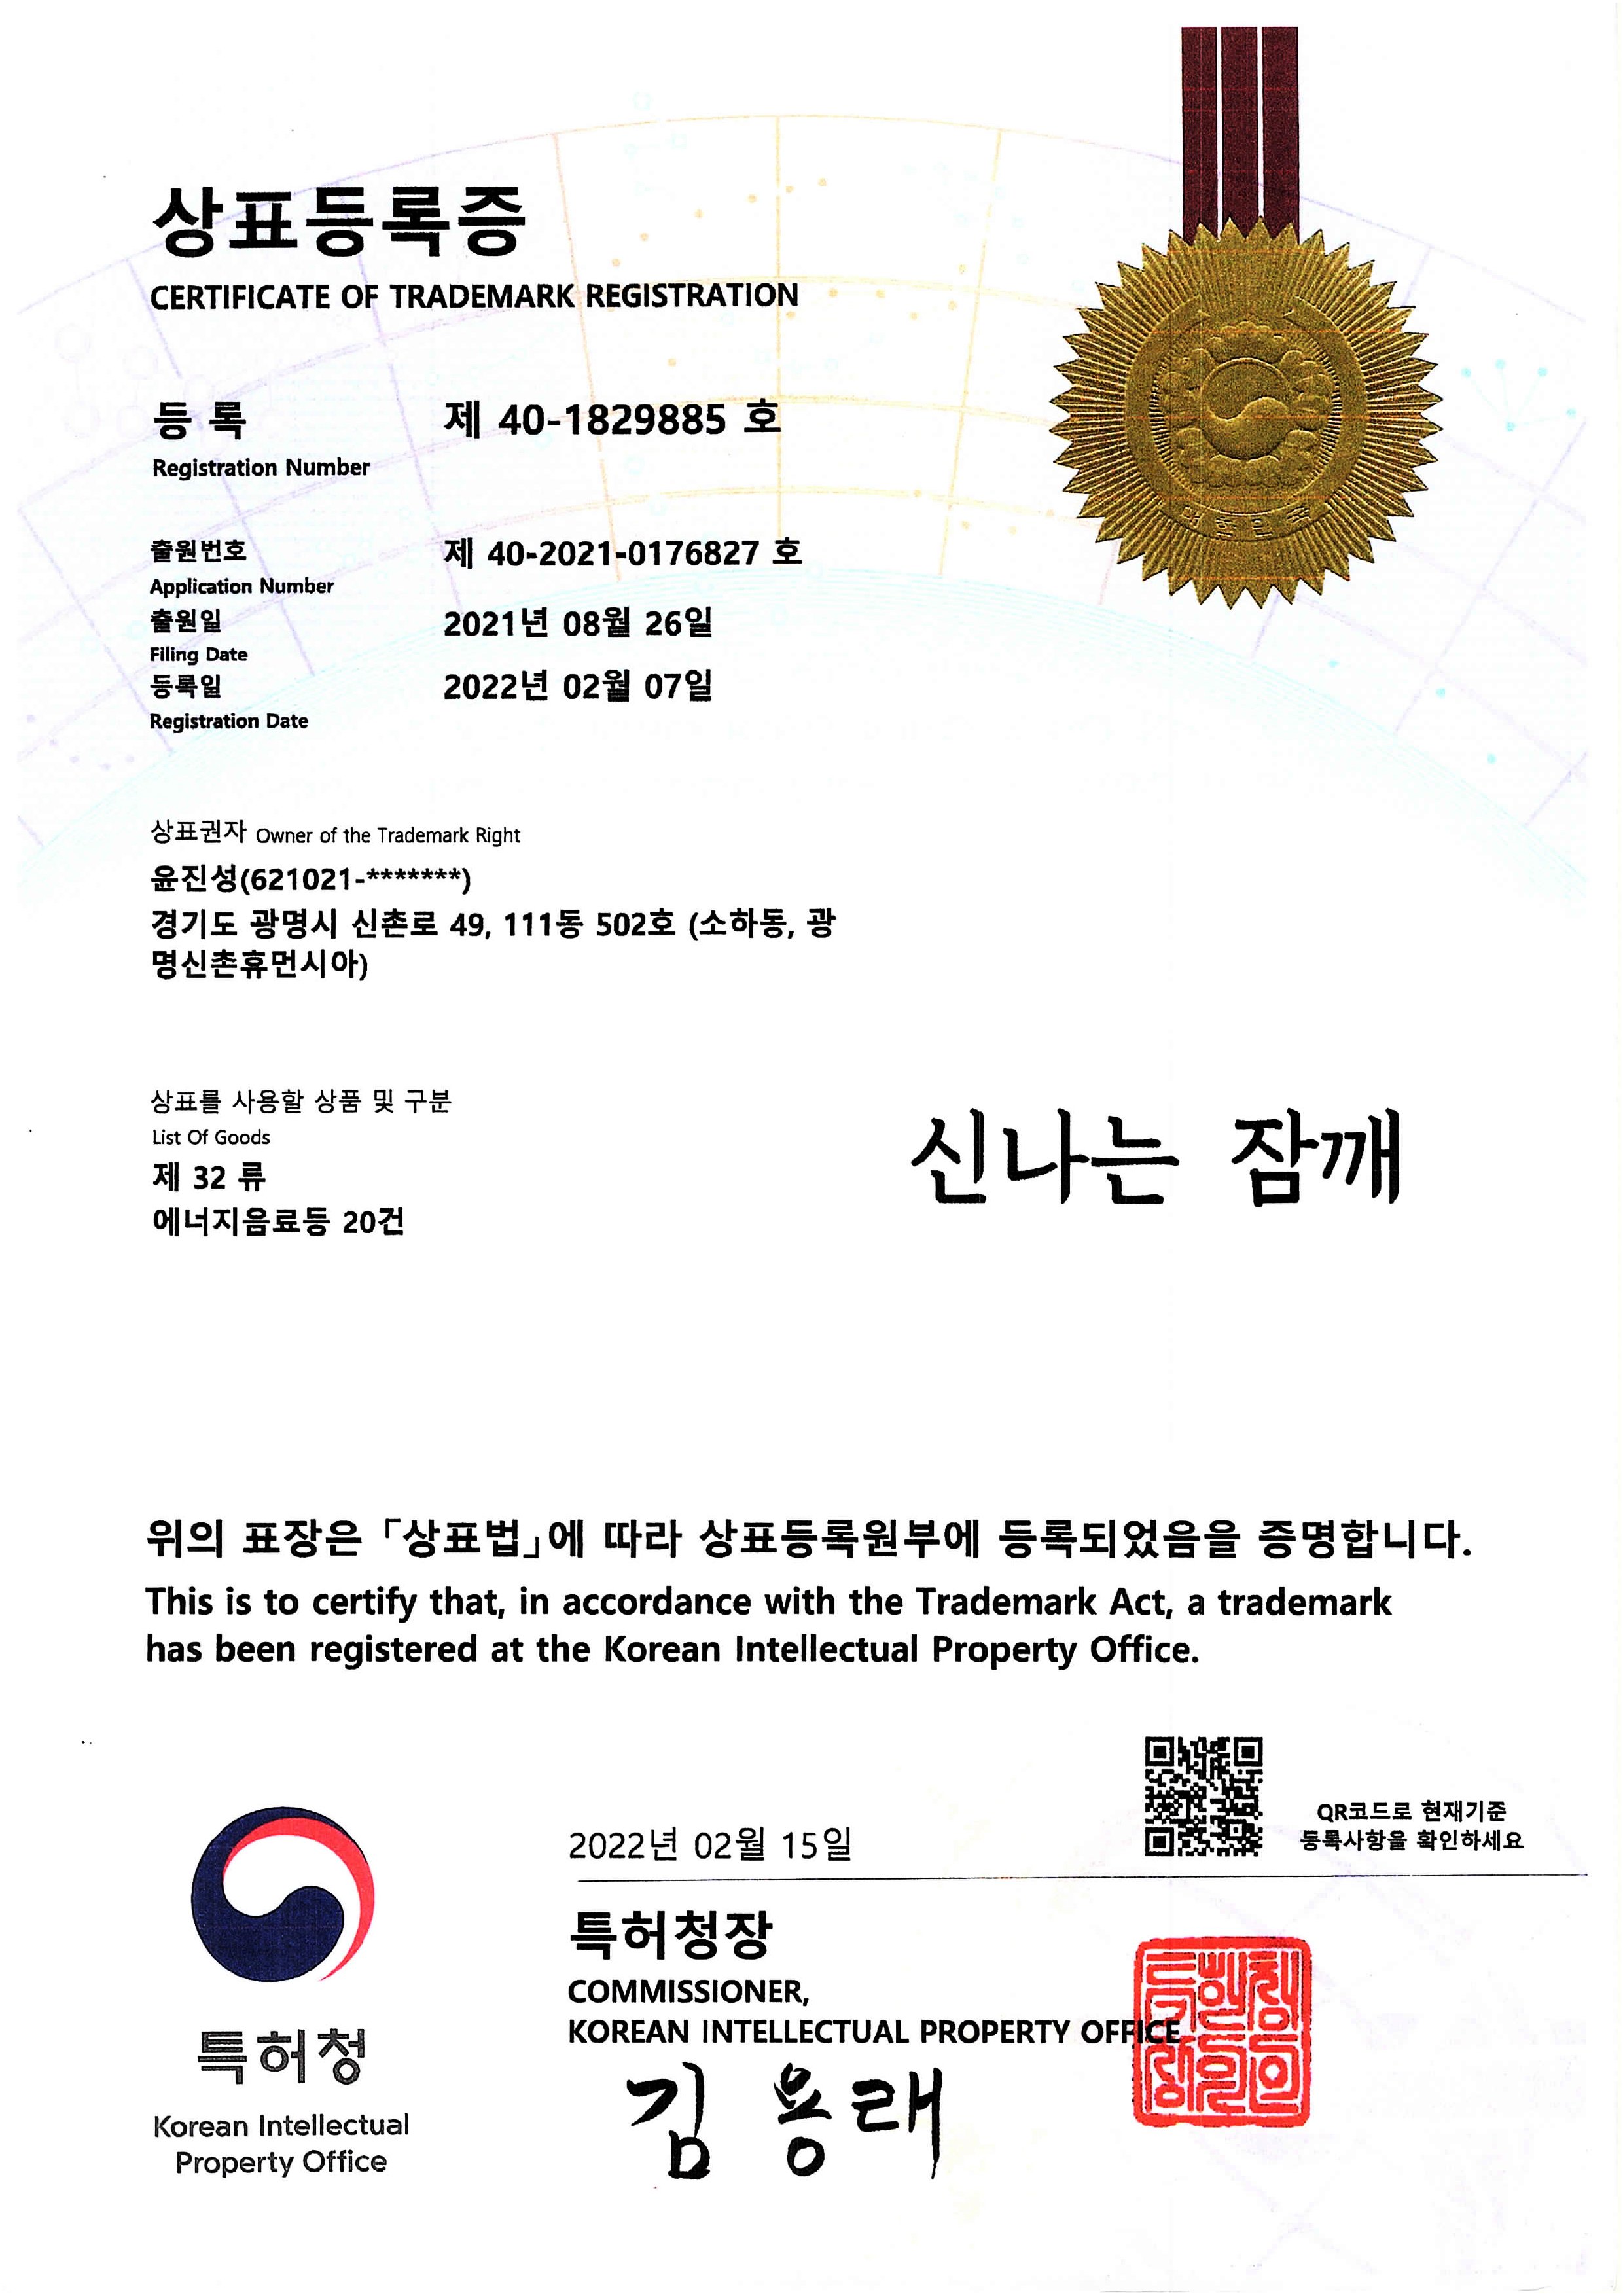 상표등록증
CERTIFICATE OF TRADEMARK REGISTRATION
등 록 제 40-1829885 호
Registration Number
출원번호 제 40-2021-0176827 호
Application Number
출원일 2021년 08월 26일
Filing Date
등록일 2022년 02월 07일
Registration Date
상표권자 Owner of the Trademark Right
윤진성(621021-*******)
경기도 광명시 신촌로 49, 111동 502호 (소하동, 광
명신촌휴먼시아)
상표를 사용할 상품 및 구분
List Of Goods
제 32 류
에너지음료등 20건
신나는 잠깨
위의 표장은 「상표법」에 따라 상표등록원부에 등록되었음을 증명합니다.
This is to certify that, in accordance with the Trademark Act, a trademark
has been registered at the Korean Intellectual Property Office.
QR코드로 현재기준
등록사항을 확인하세요
2022년 02월 15일
특허청장
COMMISSIONER,
KOREAN INTELLECTUAL PROPERTY OFFICE
김용래
특허청
Korean Intellectual
Property Office